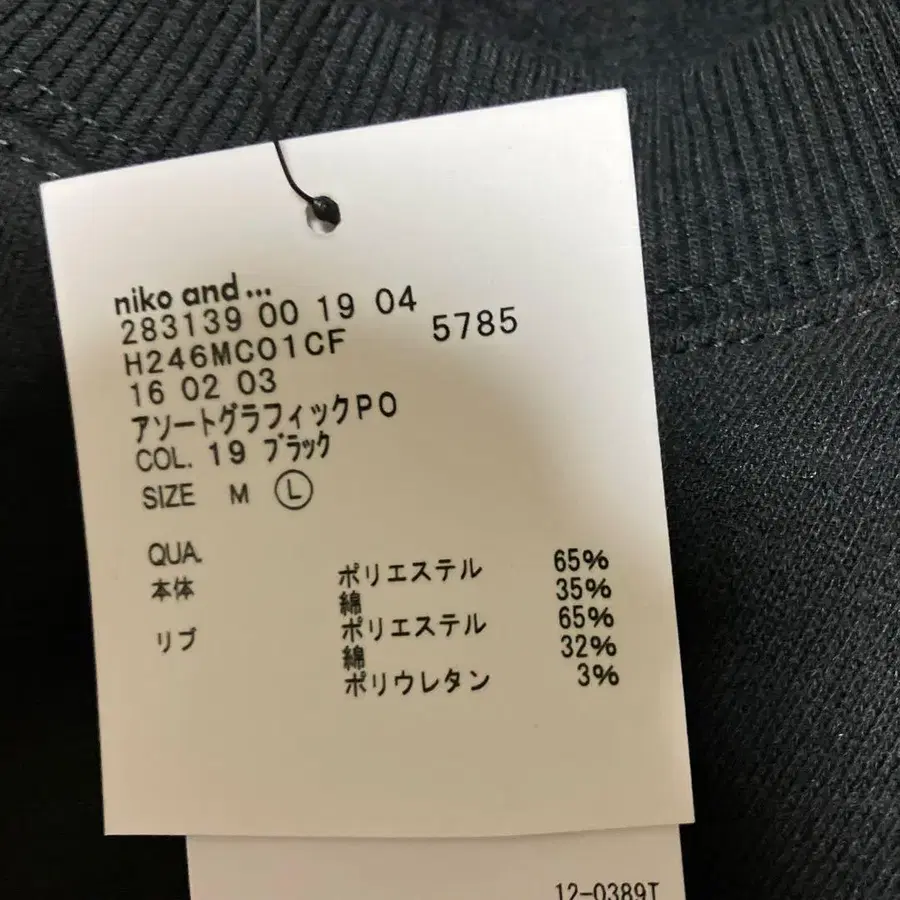 niko and...
283139 00 19 04
H246MC01CF 5785
16 02 03
アソートグラフィックPO
COL. 19 ブラック
SIZE M L
QUA.
本体 ポリエステル 65%
綿 35%
リブ ポリエステル 65%
綿 32%
ポリウレタン 3%
12-0389T